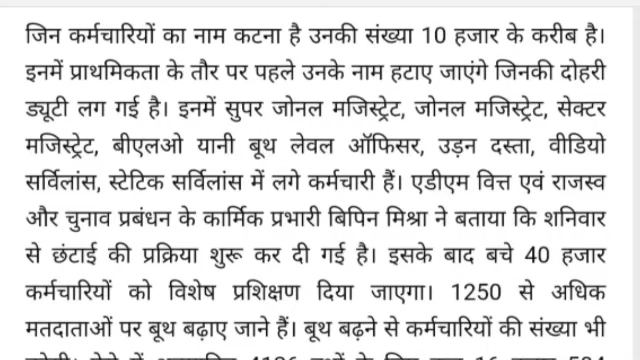 जिन कर्मचारियों का नाम कटना है उनकी संख्या 10 हजार के करीब है।
इनमें प्राथमिकता के तौर पर पहले उनके नाम हटाए जाएंगे जिनकी दोहरी
ड्यूटी लग गई है। इनमें सुपर जोनल मजिस्ट्रेट, जोनल मजिस्ट्रेट, सेक्टर
मजिस्ट्रेट, बीएलओ यानी बूथ लेवल ऑफिसर, उड़न दस्ता, वीडियो
सर्विलांस, स्टेटिक सर्विलांस में लगे कर्मचारी हैं। एडीएम वित्त एवं राजस्व
और चुनाव प्रबंधन के कार्मिक प्रभारी बिपिन मिश्रा ने बताया कि शनिवार
से छंटाई की प्रक्रिया शुरू कर दी गई है। इसके बाद बचे 40 हजार
कर्मचारियों को विशेष प्रशिक्षण दिया जाएगा। 1250 से अधिक
मतदाताओं पर बूथ बढ़ाए जाने हैं। बूथ बढ़ने से कर्मचारियों की संख्या भी